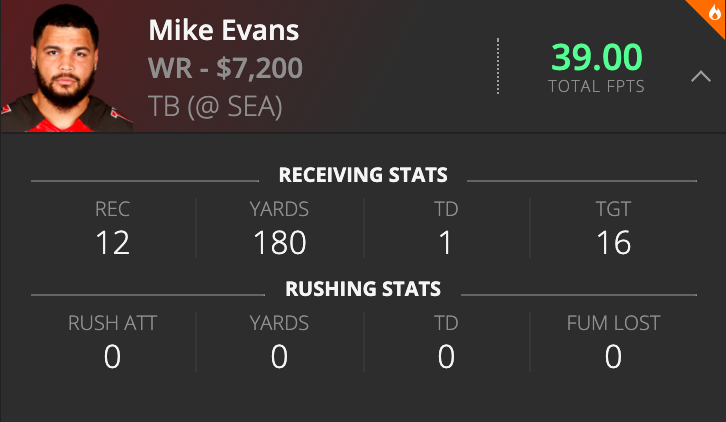 Mike Evans
WR - $7,200
TB (@ SEA)
39.00
TOTAL FPTS
RECEIVING STATS
REC YARDS TD TGT
12 180 1 16
RUSHING STATS
RUSH ATT YARDS TD FUM LOST
0 0 0 0